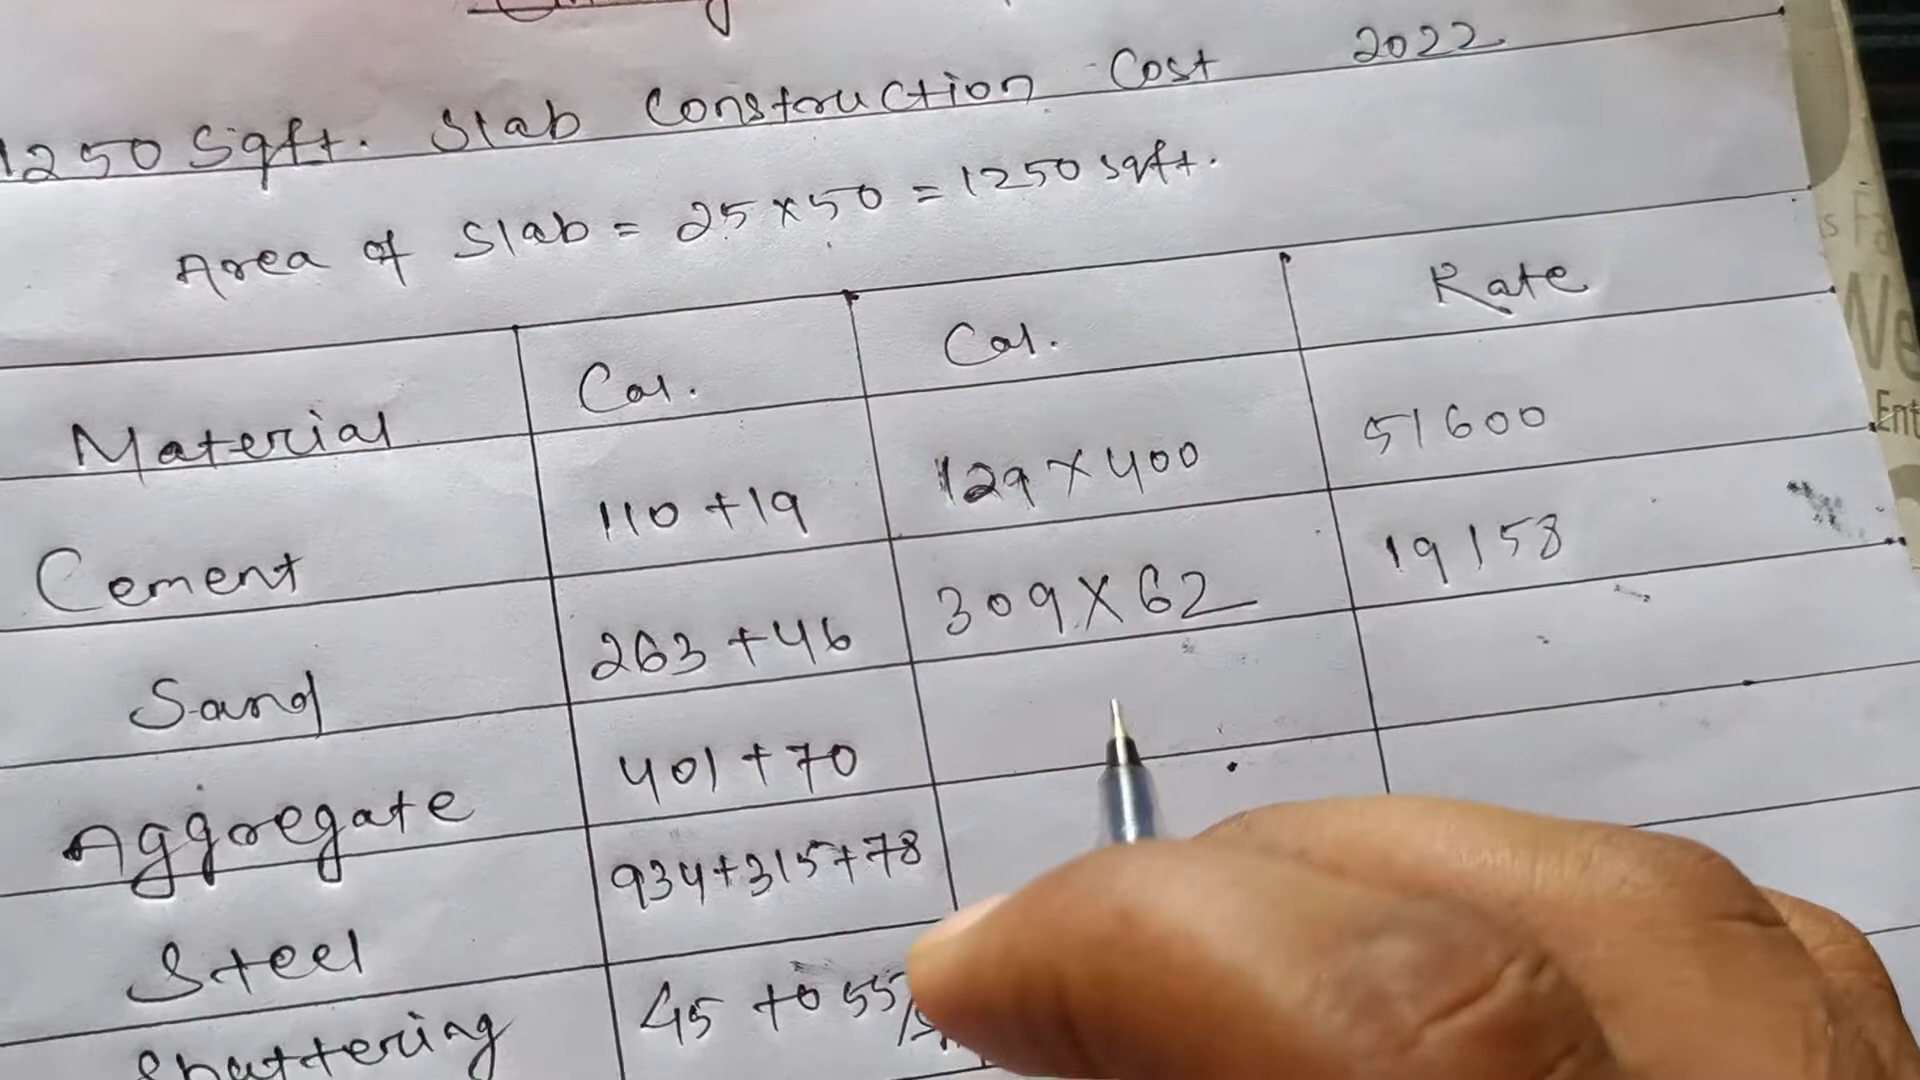 1250 Sqft. Slab Construction Cost 2022
Area of Slab = 25×50 = 1250 sqft.
Material Cal. Cal. Rate
Cement 110+19 129×400 51600
Sand 263+46 309×62 19158
Aggregate 401+70
Steel 934+315+78
Shuttering 45 to 55/
Ent